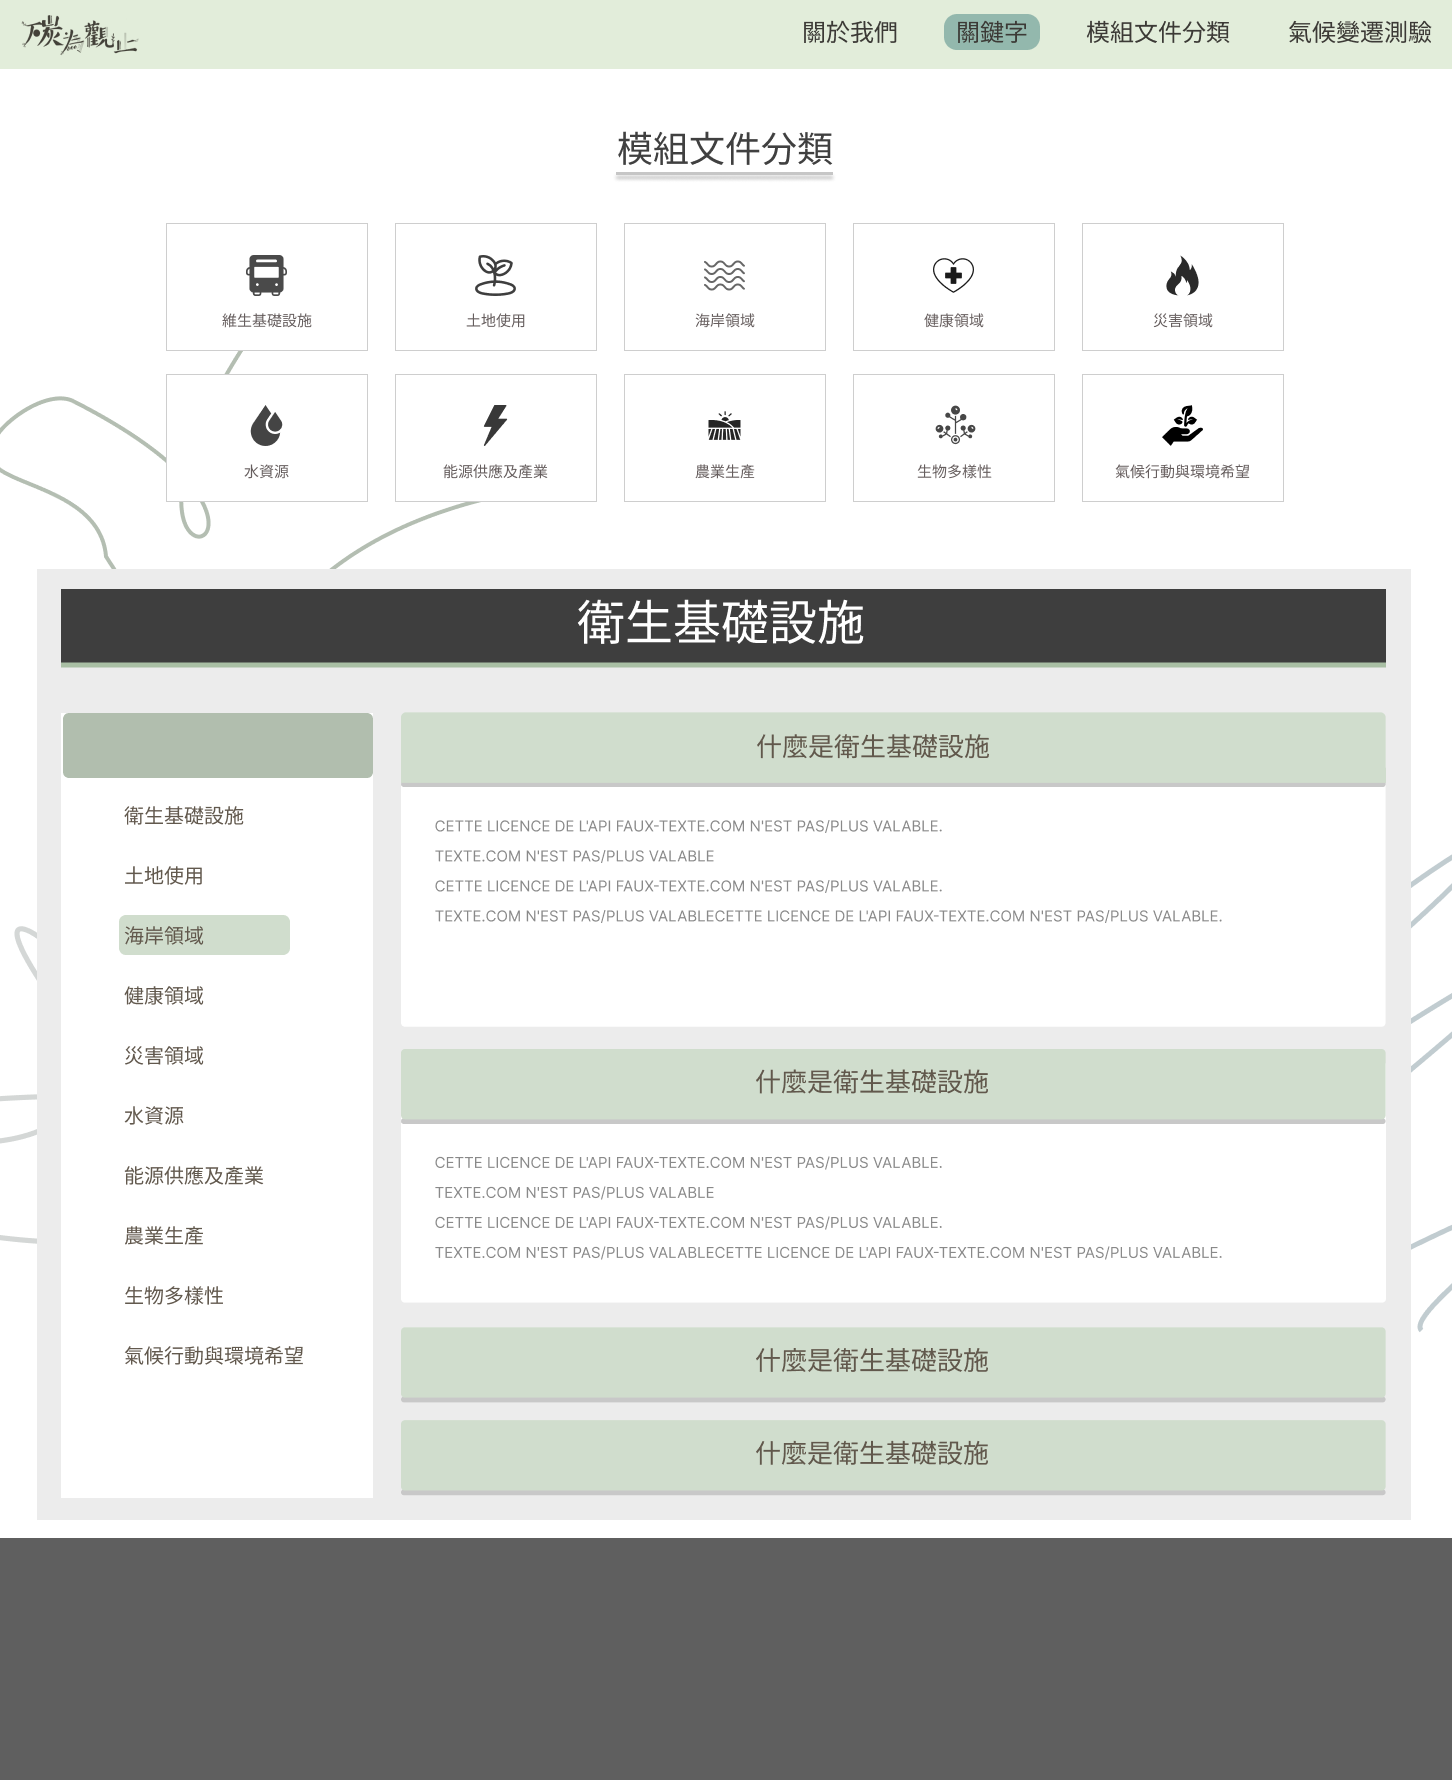 碳為觀止
關於我們
關鍵字
模組文件分類
氣候變遷測驗
模組文件分類
維生基礎設施
土地使用
海岸領域
健康領域
災害領域
水資源
能源供應及產業
農業生產
生物多樣性
氣候行動與環境希望
衛生基礎設施
衛生基礎設施
土地使用
海岸領域
健康領域
災害領域
水資源
能源供應及產業
農業生產
生物多樣性
氣候行動與環境希望
什麼是衛生基礎設施
CETTE LICENCE DE L'API FAUX-TEXTE.COM N'EST PAS/PLUS VALABLE.
TEXTE.COM N'EST PAS/PLUS VALABLE
CETTE LICENCE DE L'API FAUX-TEXTE.COM N'EST PAS/PLUS VALABLE.
TEXTE.COM N'EST PAS/PLUS VALABLECETTE LICENCE DE L'API FAUX-TEXTE.COM N'EST PAS/PLUS VALABLE.
什麼是衛生基礎設施
CETTE LICENCE DE L'API FAUX-TEXTE.COM N'EST PAS/PLUS VALABLE.
TEXTE.COM N'EST PAS/PLUS VALABLE
CETTE LICENCE DE L'API FAUX-TEXTE.COM N'EST PAS/PLUS VALABLE.
TEXTE.COM N'EST PAS/PLUS VALABLECETTE LICENCE DE L'API FAUX-TEXTE.COM N'EST PAS/PLUS VALABLE.
什麼是衛生基礎設施
什麼是衛生基礎設施